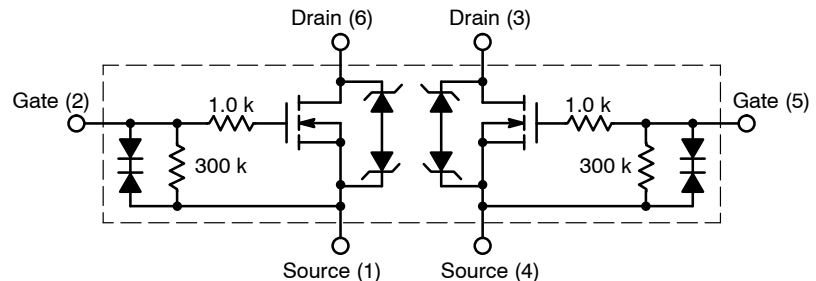 Drain (6)
Drain (3)
Gate (2)
1.0 k
1.0 k
Gate (5)
300 k
300 k
Source (1)
Source (4)